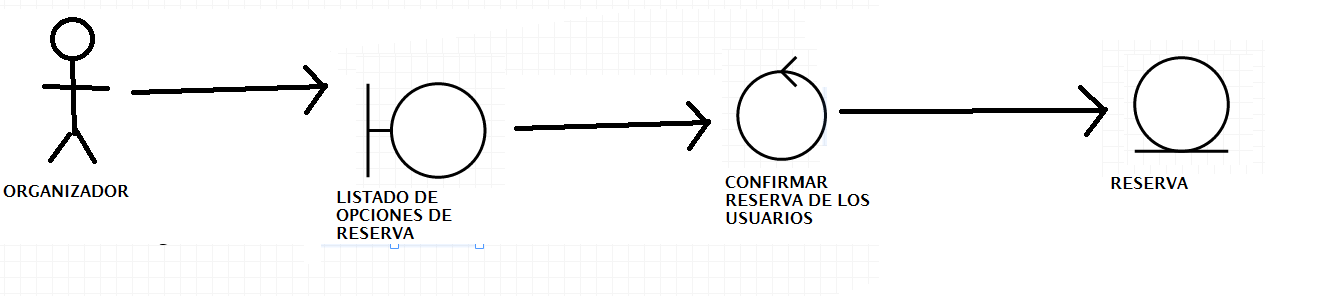 ORGANIZADOR
LISTADO DE
OPCIONES DE
RESERVA
CONFIRMAR
RESERVA DE LOS
USUARIOS
RESERVA